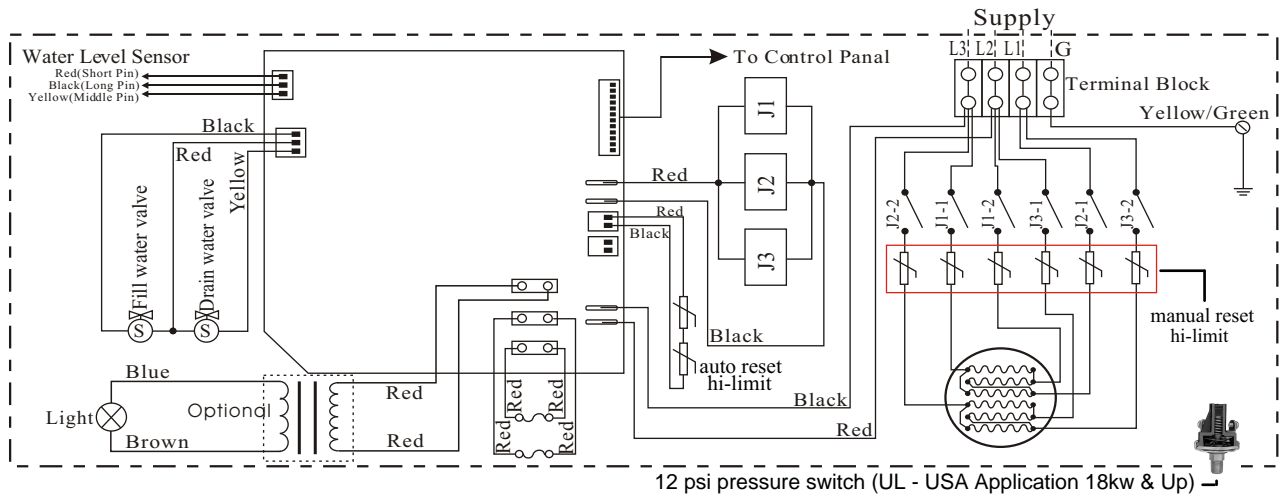 Supply
L3 L2 L1 G
Water Level Sensor
Red(Short Pin)
Black(Long Pin)
Yellow(Middle Pin)
To Control Panal
Terminal Block
Yellow/Green
Black
Red
Yellow
J1
J2
J3
Red
Red
Black
Black
J2-2
J1-1
J1-2
J3-1
J2-1
J3-2
Fill water valve
Drain water valve
S
S
manual reset
hi-limit
auto reset
hi-limit
Blue
Light
Brown
Optional
Red
Red
Red
Red
Red
Red
Black
Red
12 psi pressure switch (UL - USA Application 18kw & Up)